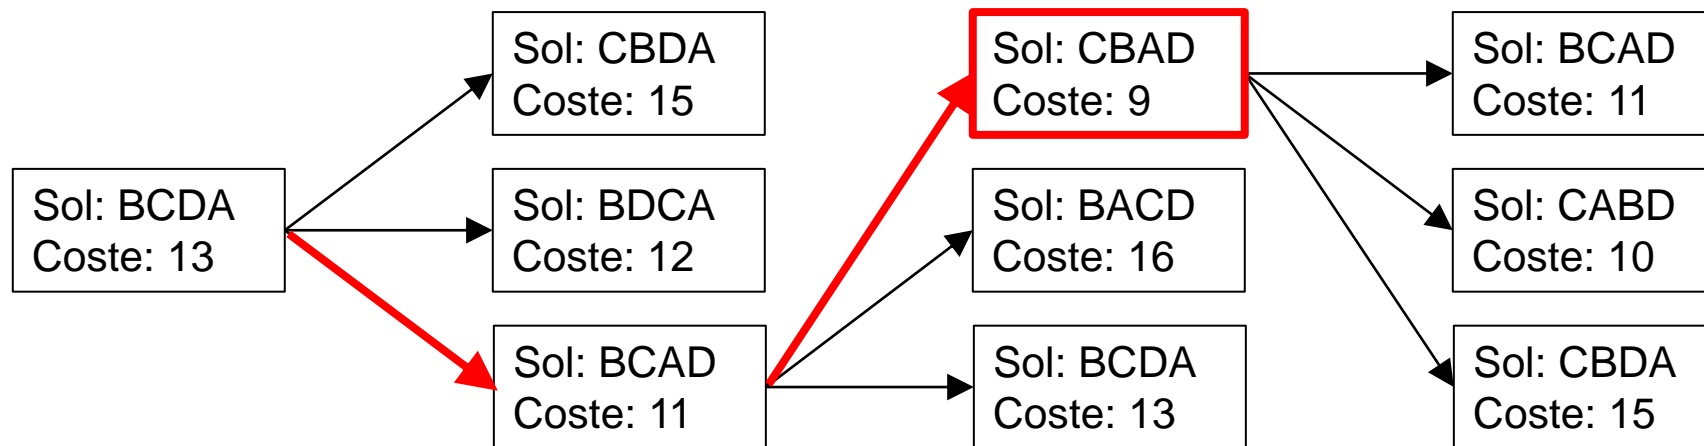 Sol: BCDA
Coste: 13
Sol: CBDA
Coste: 15
Sol: BDCA
Coste: 12
Sol: BCAD
Coste: 11
Sol: CBAD
Coste: 9
Sol: BACD
Coste: 16
Sol: BCDA
Coste: 13
Sol: BCAD
Coste: 11
Sol: CABD
Coste: 10
Sol: CBDA
Coste: 15